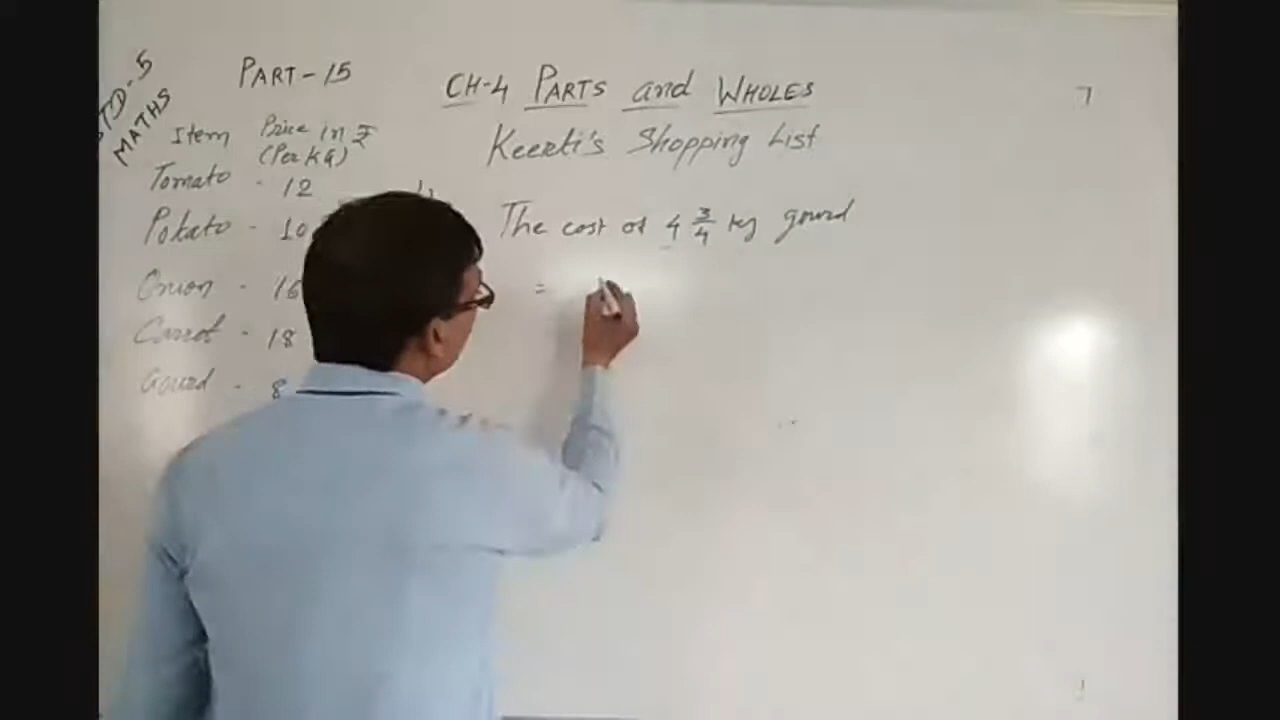 STD-5
MATHS
PART-15
CH-4 PARTS and WHOLES
7
Keerti's Shopping List
Item Price in ₹
(Per KG)
Tomato - 12
Potato - 10
Onion - 16
Carrot - 18
Gourd - 8
The cost of 4 3/4 kg gourd
=